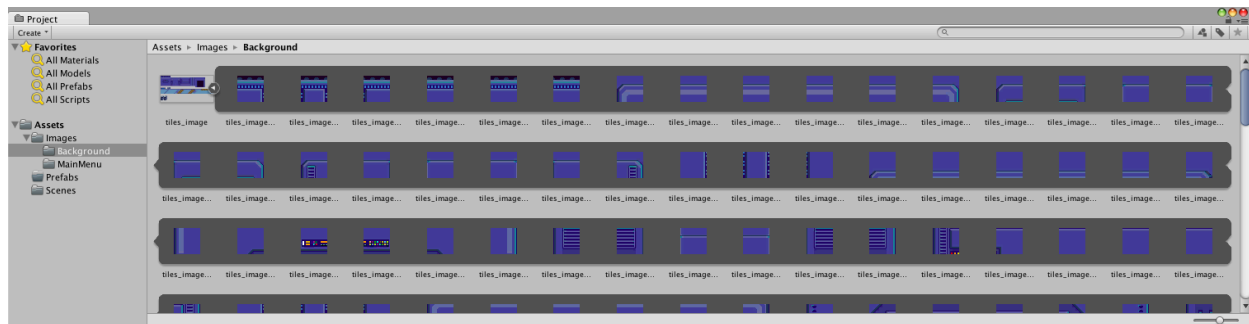 Project
Create
Favorites
All Materials
All Models
All Prefabs
All Scripts
Assets
Images
Background
MainMenu
Prefabs
Scenes
Assets Images Background
tiles_image tiles_image... tiles_image... tiles_image... tiles_image... tiles_image... tiles_image... tiles_image... tiles_image... tiles_image... tiles_image... tiles_image... tiles_image... tiles_image... tiles_image... tiles_image... tiles_image...
tiles_image... tiles_image... tiles_image... tiles_image... tiles_image... tiles_image... tiles_image... tiles_image... tiles_image... tiles_image... tiles_image... tiles_image... tiles_image... tiles_image... tiles_image... tiles_image... tiles_image...
tiles_image... tiles_image... tiles_image... tiles_image... tiles_image... tiles_image... tiles_image... tiles_image... tiles_image... tiles_image... tiles_image... tiles_image... tiles_image... tiles_image... tiles_image... tiles_image... tiles_image...